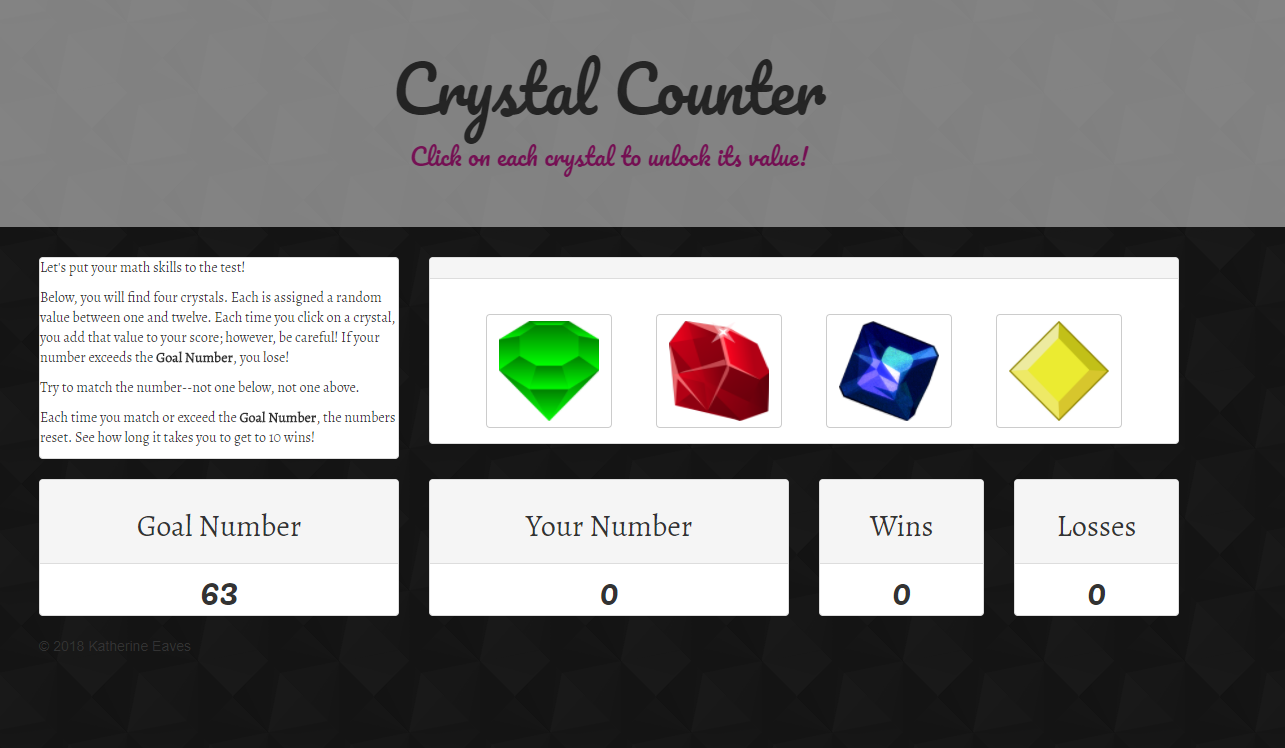 Crystal Counter
Click on each crystal to unlock its value!
Let's put your math skills to the test!
Below, you will find four crystals. Each is assigned a random
value between one and twelve. Each time you click on a crystal,
you add that value to your score; however, be careful! If your
number exceeds the Goal Number, you lose!
Try to match the number--not one below, not one above.
Each time you match or exceed the Goal Number, the numbers
reset. See how long it takes you to get to 10 wins!
Goal Number
63
Your Number
0
Wins
0
Losses
0
© 2018 Katherine Eaves